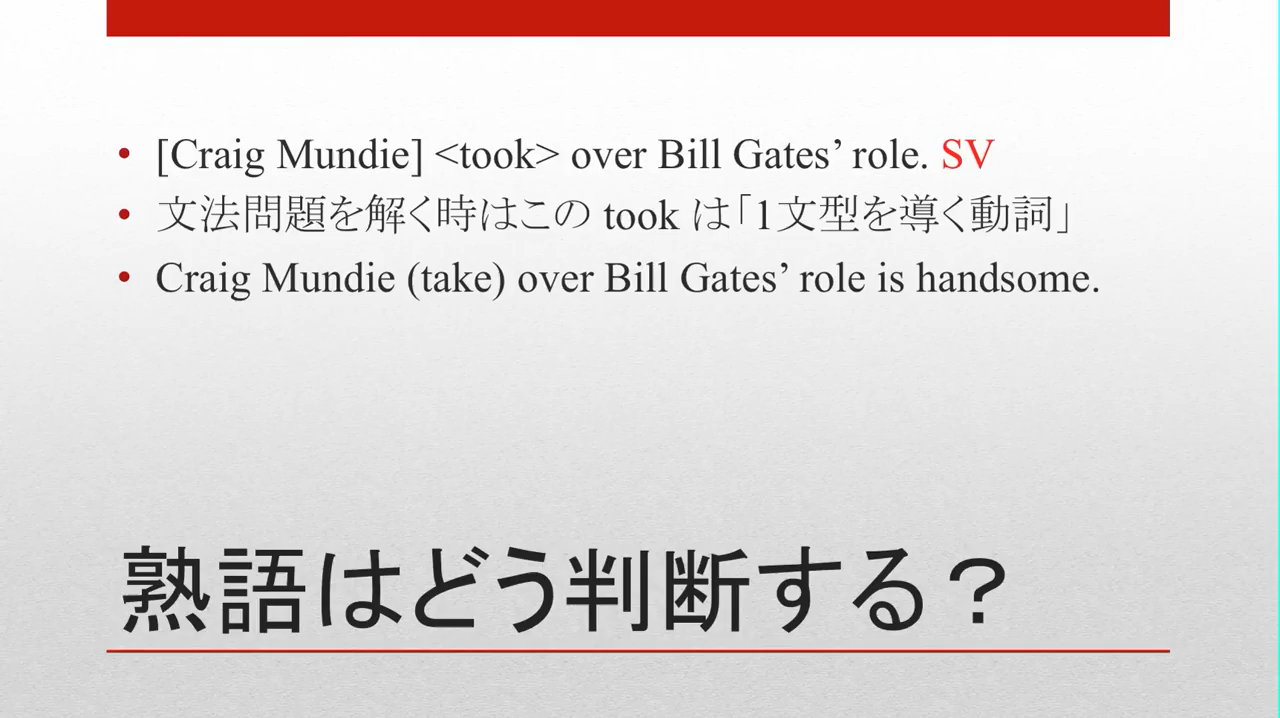 • [Craig Mundie] <took> over Bill Gates’ role. SV
• 文法問題を解く時はこの took は「1文型を導く動詞」
• Craig Mundie (take) over Bill Gates’ role is handsome.
熟語はどう判断する？